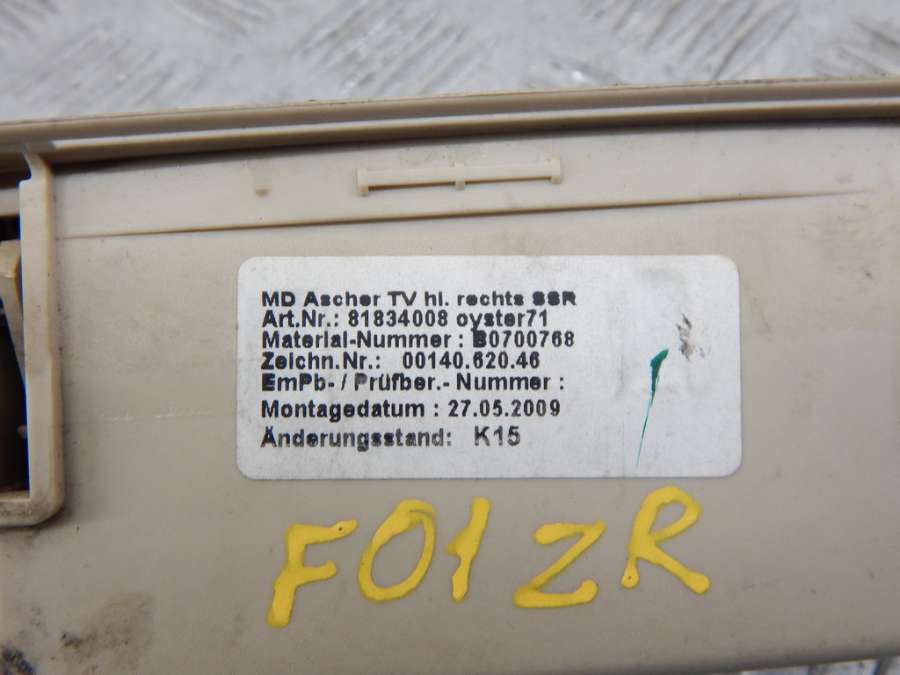 MD Ascher TV hl. rechts SSR
Art.Nr.: 81834008 oyster71
Material-Nummer : B0700768
Zeichn.Nr.: 00140.620.46
EmPb- / Prüfber.- Nummer :
Montagedatum : 27.05.2009
Änderungsstand: K15
F01ZR